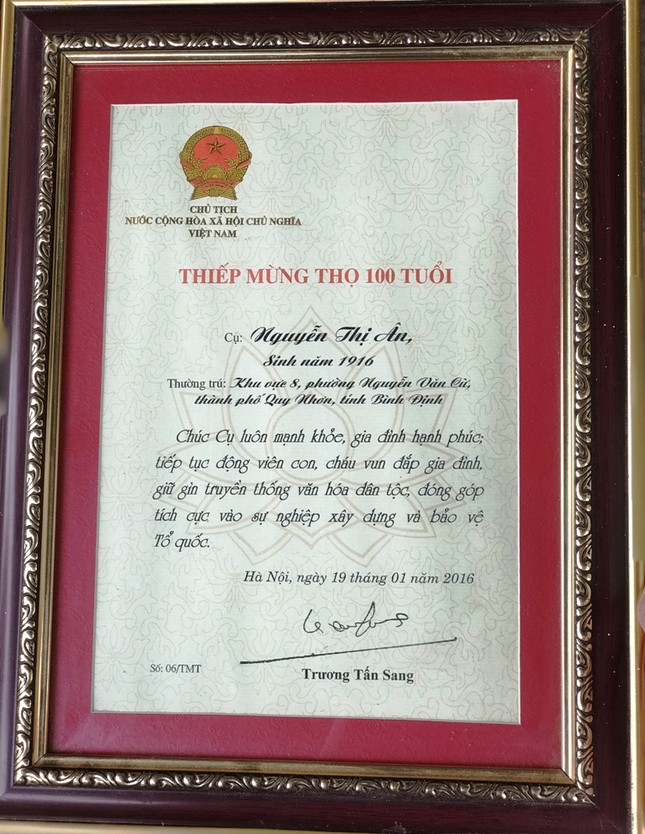 CHỦ TỊCH
NƯỚC CỘNG HÒA XÃ HỘI CHỦ NGHĨA
VIỆT NAM
THIẾP MỪNG THỌ 100 TUỔI
Cụ: Nguyễn Thị Ân,
Sinh năm 1916
Thường trú: Khu vực 8, phường Nguyễn Văn Cừ,
thành phố Quy Nhơn, tỉnh Bình Định
Chúc Cụ luôn mạnh khỏe, gia đình hạnh phúc;
tiếp tục động viên con, cháu vun đắp gia đình,
giữ gìn truyền thống văn hóa dân tộc, đóng góp
tích cực vào sự nghiệp xây dựng và bảo vệ
Tổ quốc.
Hà Nội, ngày 19 tháng 01 năm 2016
Số: 06/TMT
Trương Tấn Sang